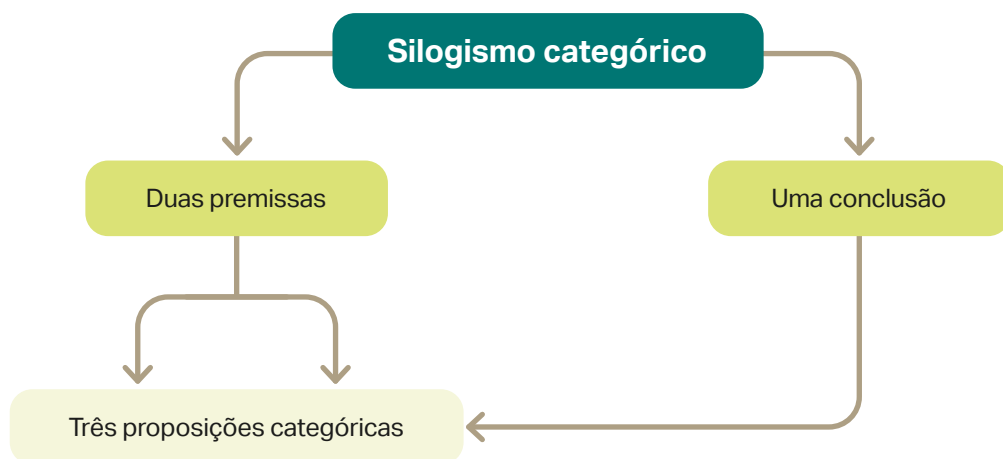 Silogismo categórico
Duas premissas
Uma conclusão
Três proposições categóricas